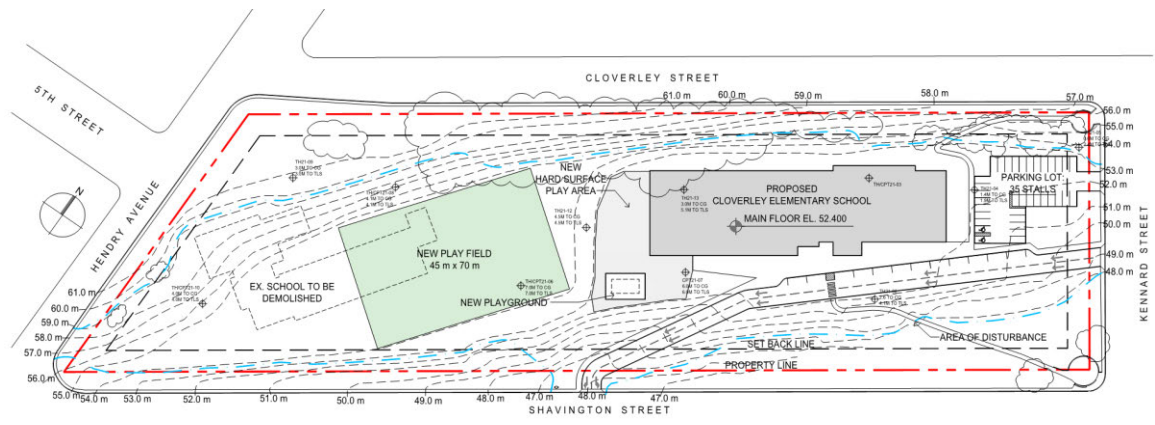 CLOVERLEY STREET
5TH STREET
N
HENDRY AVENUE
KENNARD STREET
SHAVINGTON STREET
61.0 m
60.0 m
59.0 m
58.0 m
57.0 m
56.0 m
55.0 m
54.0 m
53.0 m
52.0 m
51.0 m
50.0 m
49.0 m
48.0 m
NEW
HARD SURFACE
PLAY AREA
PROPOSED
CLOVERLEY ELEMENTARY SCHOOL
MAIN FLOOR EL. 52.400
PARKING LOT:
35 STALLS
NEW PLAY FIELD
45 m x 70 m
EX. SCHOOL TO BE
DEMOLISHED
NEW PLAYGROUND
AREA OF DISTURBANCE
SET BACK LINE
PROPERTY LINE
61.0 m
60.0 m
59.0 m
58.0 m
57.0 m
56.0 m
55.0 m
54.0 m
53.0 m
52.0 m
51.0 m
50.0 m
49.0 m
48.0 m
47.0 m
48.0 m
47.0 m